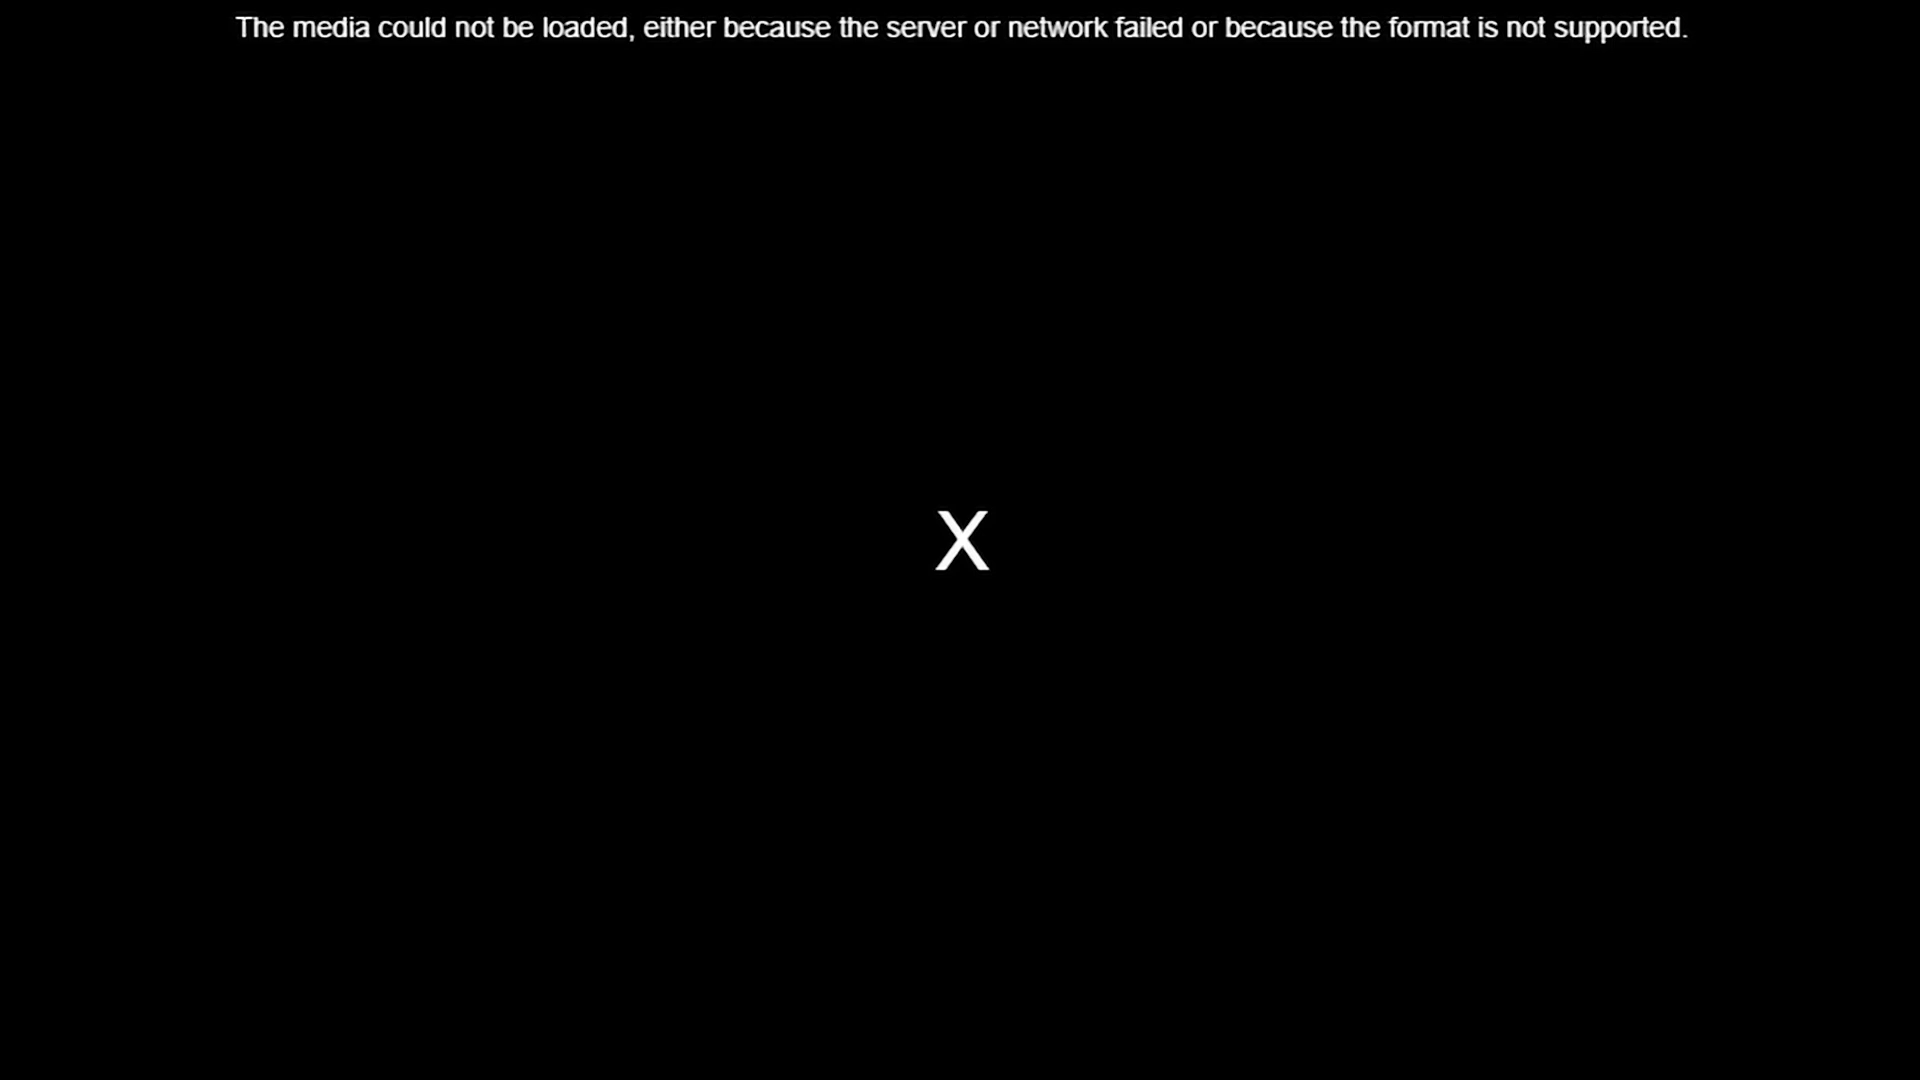 The media could not be loaded, either because the server or network failed or because the format is not supported.
X